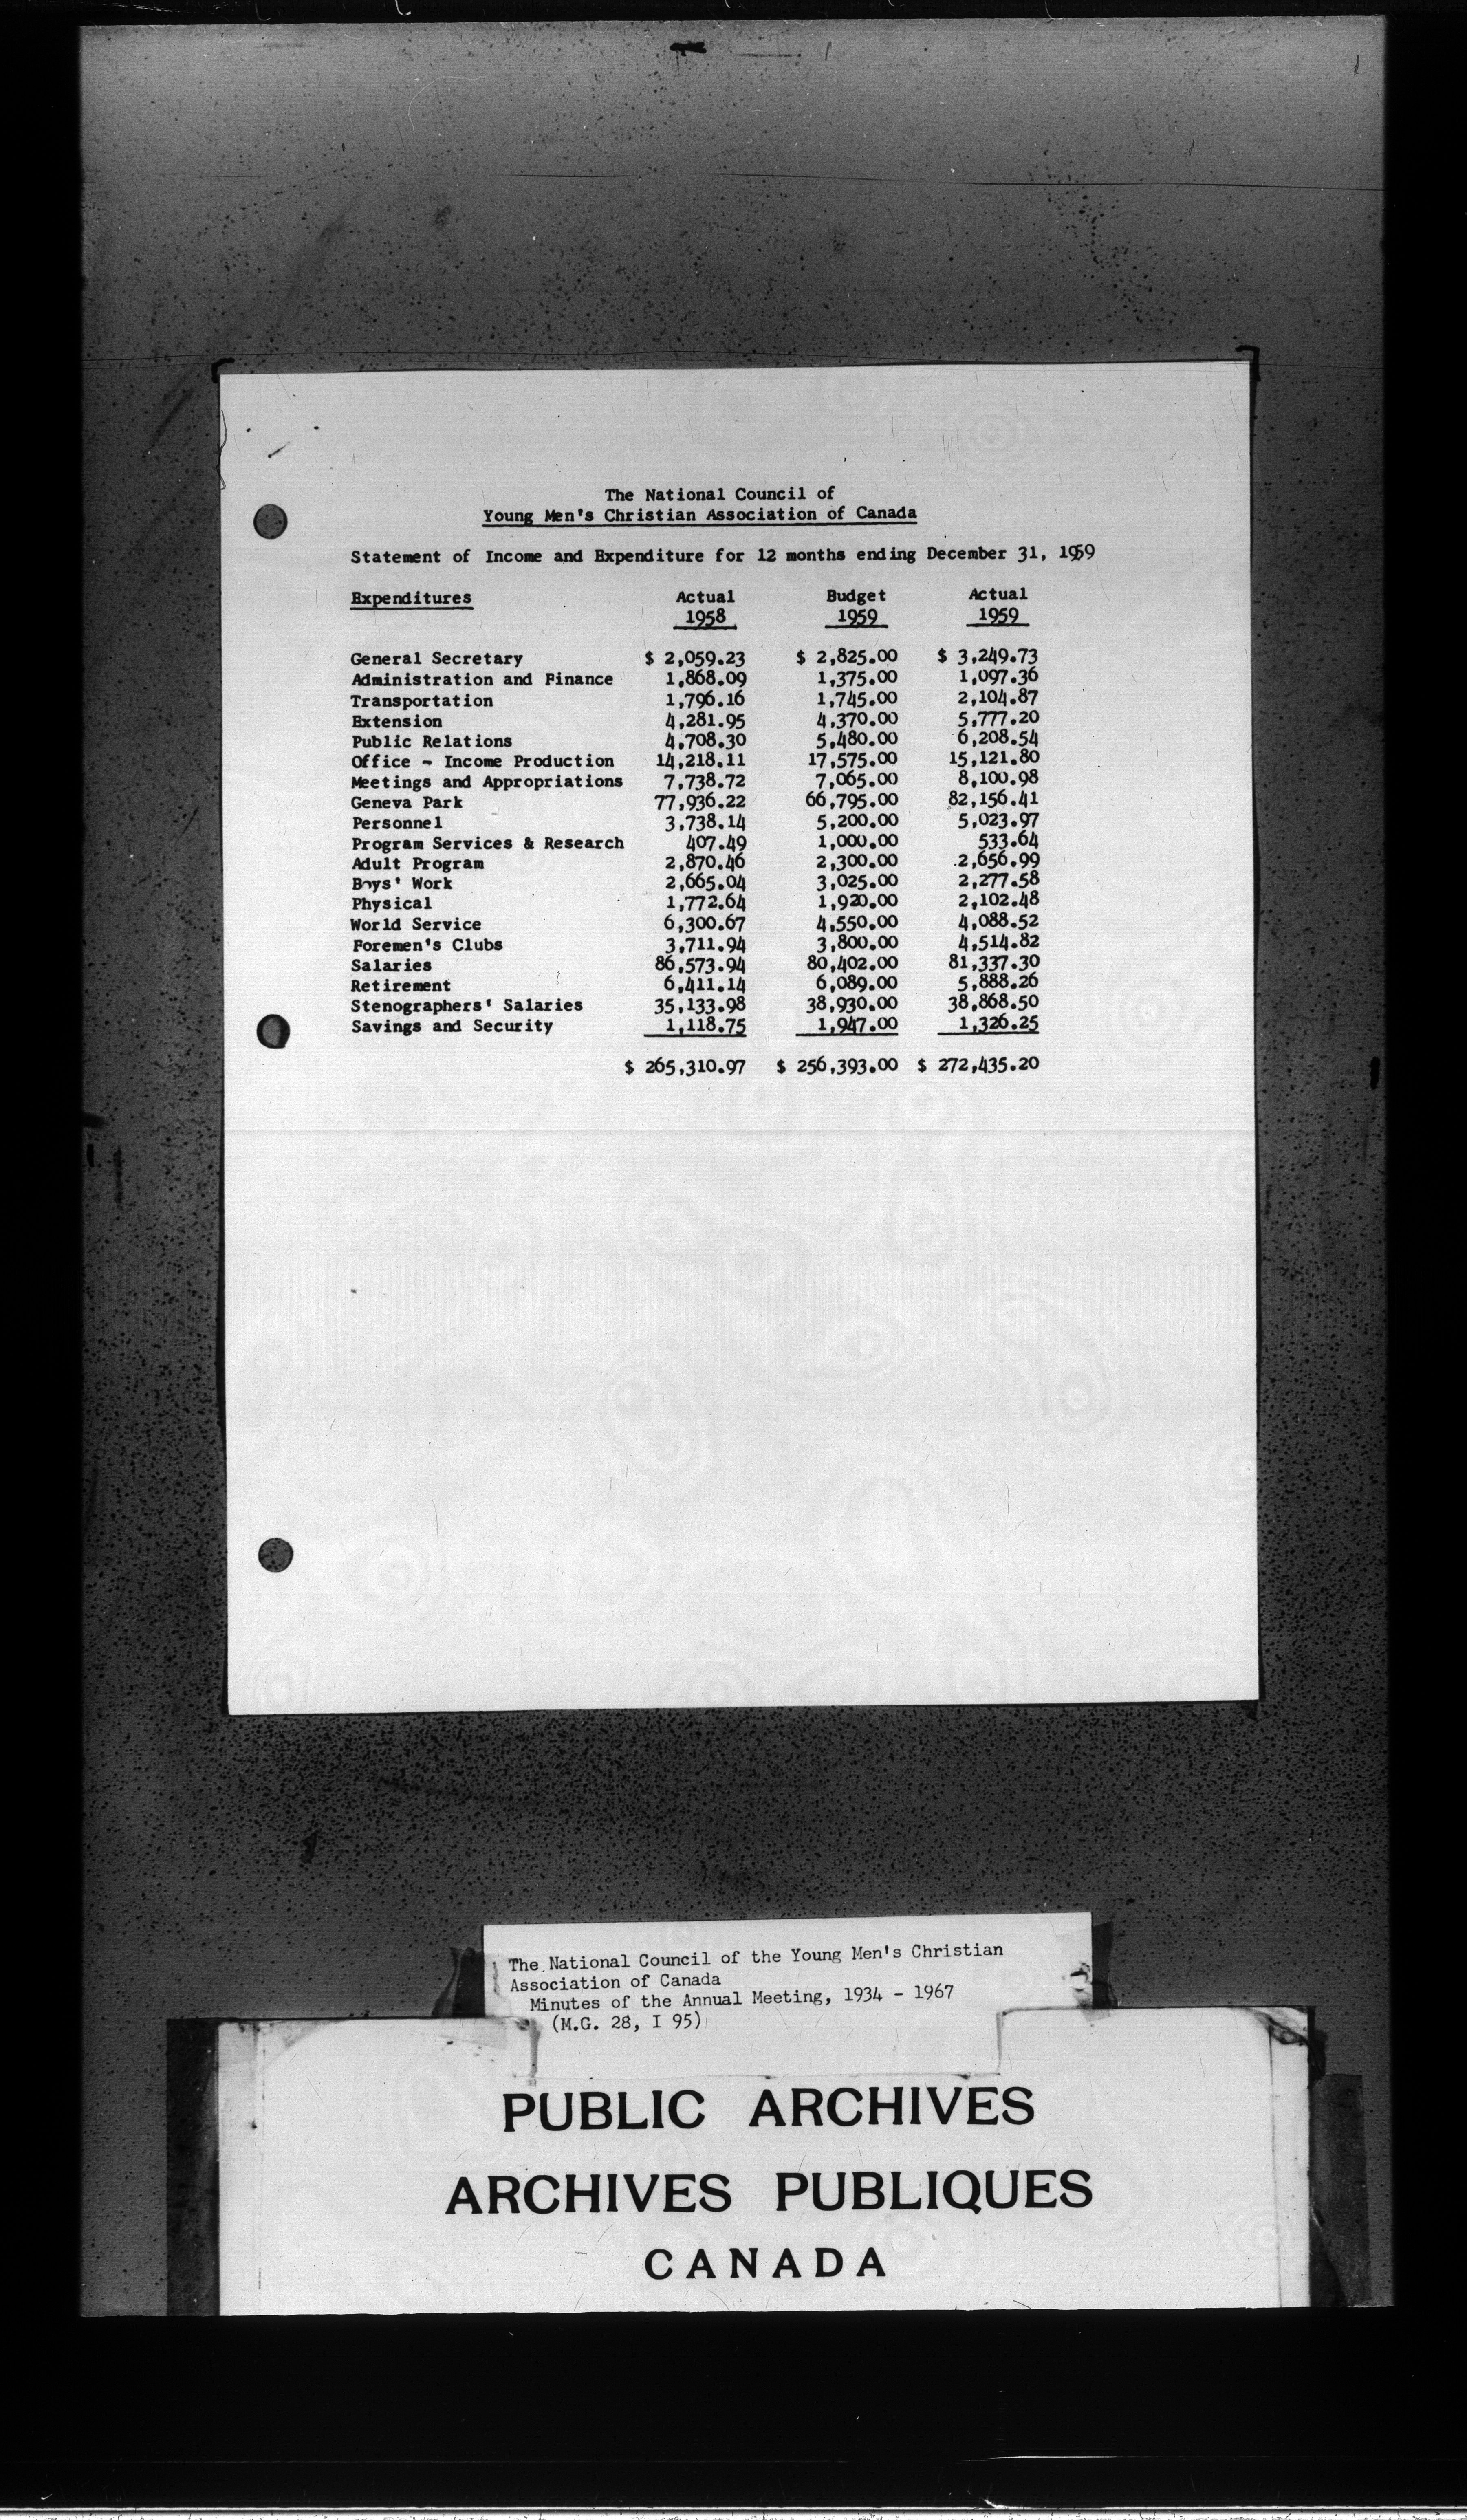 The National Council of
Young Men's Christian Association of Canada
Statement of Income and Expenditure for 12 months ending December 31, 1959
Expenditures Actual Budget Actual
1958 1959 1959
General Secretary $ 2,059.23 $ 2,825.00 $ 3,249.73
Administration and Finance 1,868.09 1,375.00 1,097.36
Transportation 1,796.16 1,745.00 2,104.87
Extension 4,281.95 4,370.00 5,777.20
Public Relations 4,708.30 5,480.00 6,208.54
Office - Income Production 14,218.11 17,575.00 15,121.80
Meetings and Appropriations 7,738.72 7,065.00 8,100.98
Geneva Park 77,936.22 66,795.00 82,156.41
Personnel 3,738.14 5,200.00 5,023.97
Program Services & Research 407.49 1,000.00 533.64
Adult Program 2,870.46 2,300.00 2,656.99
Boys' Work 2,665.04 3,025.00 2,277.58
Physical 1,772.64 1,920.00 2,102.48
World Service 6,300.67 4,550.00 4,088.52
Foremen's Clubs 3,711.94 3,800.00 4,514.82
Salaries 86,573.94 80,402.00 81,337.30
Retirement 6,411.14 6,089.00 5,888.26
Stenographers' Salaries 35,133.98 38,930.00 38,868.50
Savings and Security 1,118.75 1,947.00 1,326.25
$ 265,310.97 $ 256,393.00 $ 272,435.20
The National Council of the Young Men's Christian
Association of Canada
Minutes of the Annual Meeting, 1934 - 1967
(M.G. 28, I 95)
PUBLIC ARCHIVES
ARCHIVES PUBLIQUES
CANADA